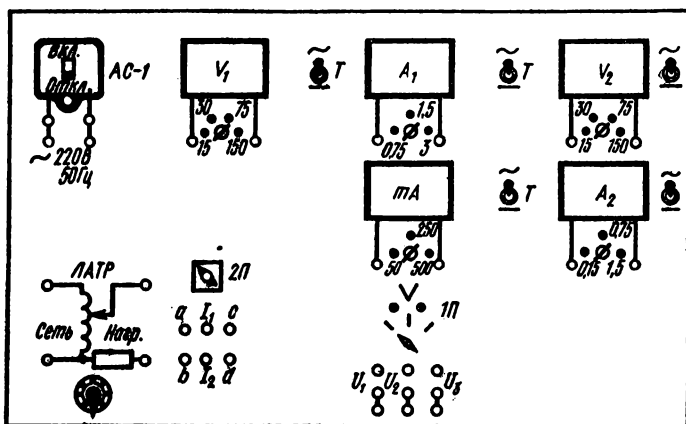 Вкл.
Откл.
АС-1
~ 220В
50Гц
V₁
30 75
15 150
~
T
A₁
1,5
0,75 3
~
T
V₂
30 75
15 150
~
mA
250
50 500
~
T
A₂
0,75
0,15 1,5
~
ЛАТР
Сеть Нагр.
2П
a I₁ c
b I₂ d
V
1П
U₁ U₂ U₃